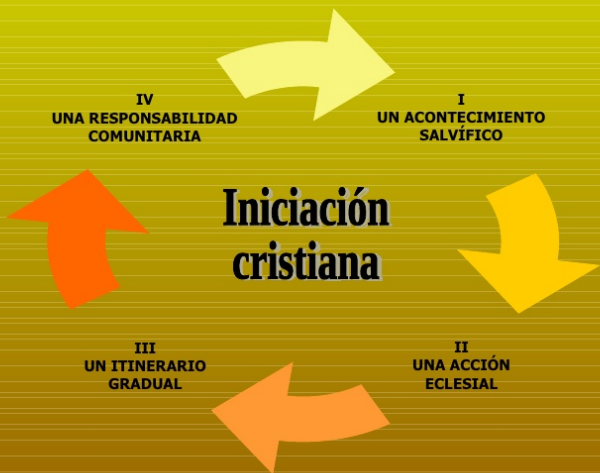 IV
UNA RESPONSABILIDAD
COMUNITARIA
I
UN ACONTECIMIENTO
SALVÍFICO
Iniciación
cristiana
III
UN ITINERARIO
GRADUAL
II
UNA ACCIÓN
ECLESIAL